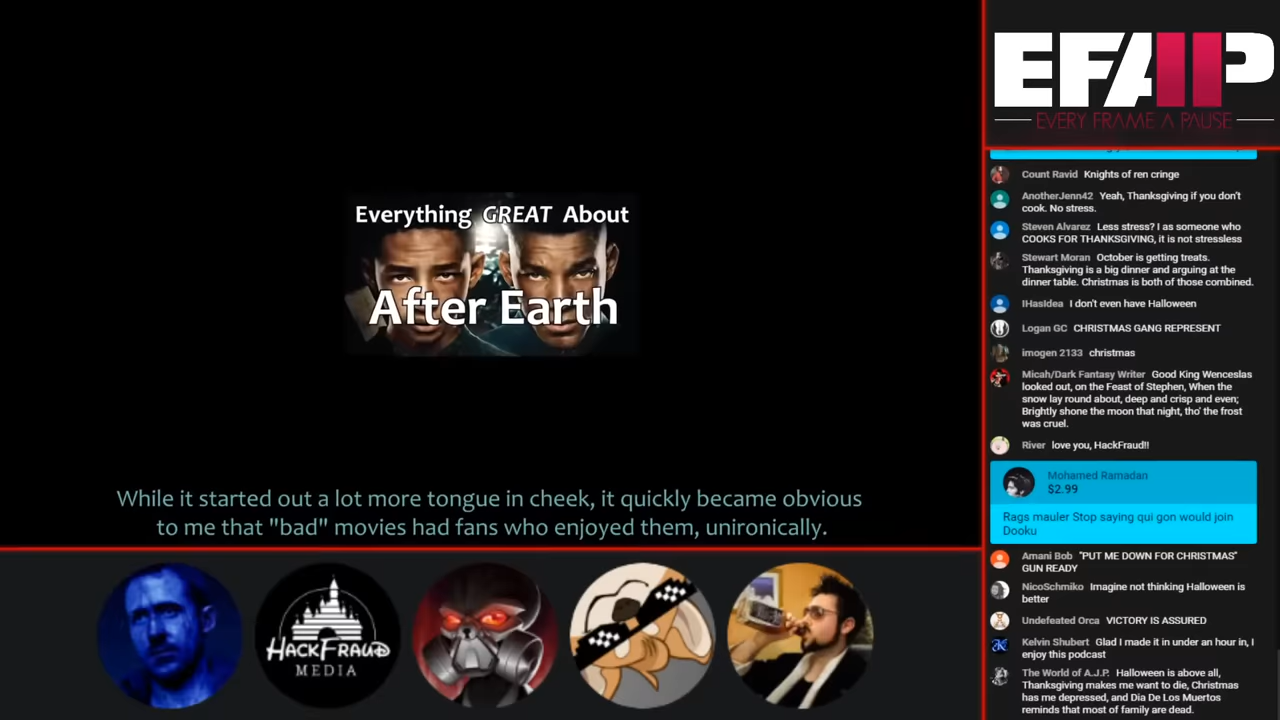 Everything GREAT About
After Earth
While it started out a lot more tongue in cheek, it quickly became obvious
to me that "bad" movies had fans who enjoyed them, unironically.
HACKFRAUD
MEDIA
EFAP
EVERY FRAME A PAUSE
Count Ravid Knights of ren cringe
AnotherJenn42 Yeah, Thanksgiving if you don't
cook. No stress.
Steven Alvarez Less stress? I as someone who
COOKS FOR THANKSGIVING, it is not stressless
Stewart Moran October is getting treats.
Thanksgiving is a big dinner and arguing at the
dinner table. Christmas is both of those combined.
IHasIdea I don't even have Halloween
Logan GC CHRISTMAS GANG REPRESENT
imogen 2133 christmas
Micah/Dark Fantasy Writer Good King Wenceslas
looked out, on the Feast of Stephen, When the
snow lay round about, deep and crisp and even;
Brightly shone the moon that night, tho' the frost
was cruel.
River love you, HackFraud!!
Mohamed Ramadan
$2.99
Rags mauler Stop saying qui gon would join
Dooku
Amani Bob "PUT ME DOWN FOR CHRISTMAS"
GUN READY
NicoSchmiko Imagine not thinking Halloween is
better
Undefeated Orca VICTORY IS ASSURED
Kelvin Shubert Glad I made it in under an hour in, I
enjoy this podcast
The World of A.J.P. Halloween is above all,
Thanksgiving makes me want to die, Christmas
has me depressed, and Dia De Los Muertos
reminds that most of family are dead.